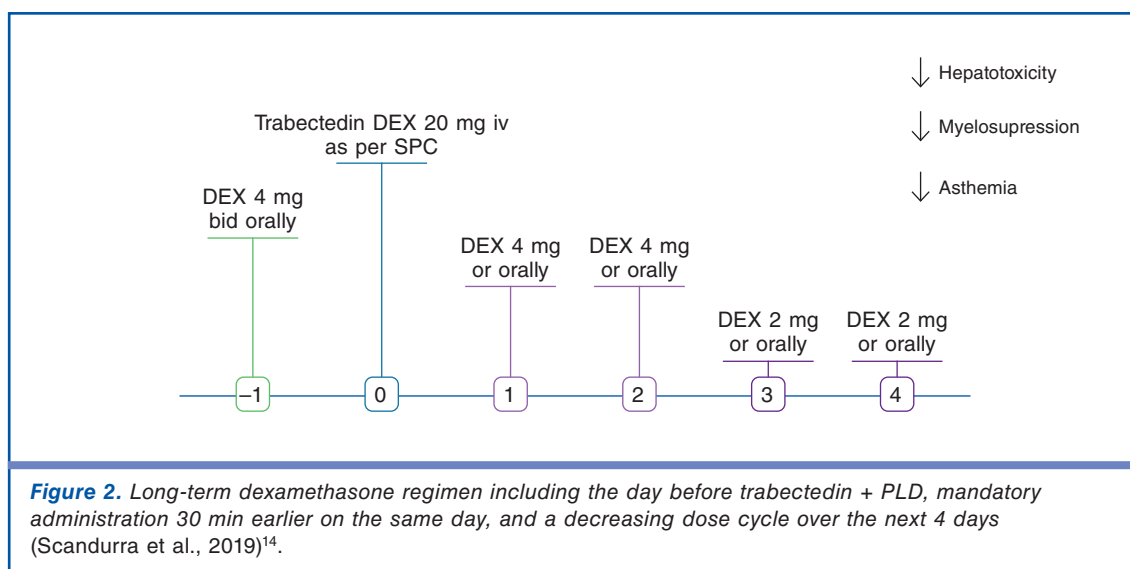 ↓ Hepatotoxicity
↓ Myelosupression
↓ Asthemia
Trabectedin DEX 20 mg iv
as per SPC
DEX 4 mg
bid orally
DEX 4 mg
or orally
DEX 4 mg
or orally
DEX 2 mg
or orally
DEX 2 mg
or orally
–1
0
1
2
3
4
Figure 2. Long-term dexamethasone regimen including the day before trabectedin + PLD, mandatory
administration 30 min earlier on the same day, and a decreasing dose cycle over the next 4 days
(Scandurra et al., 2019)¹⁴.